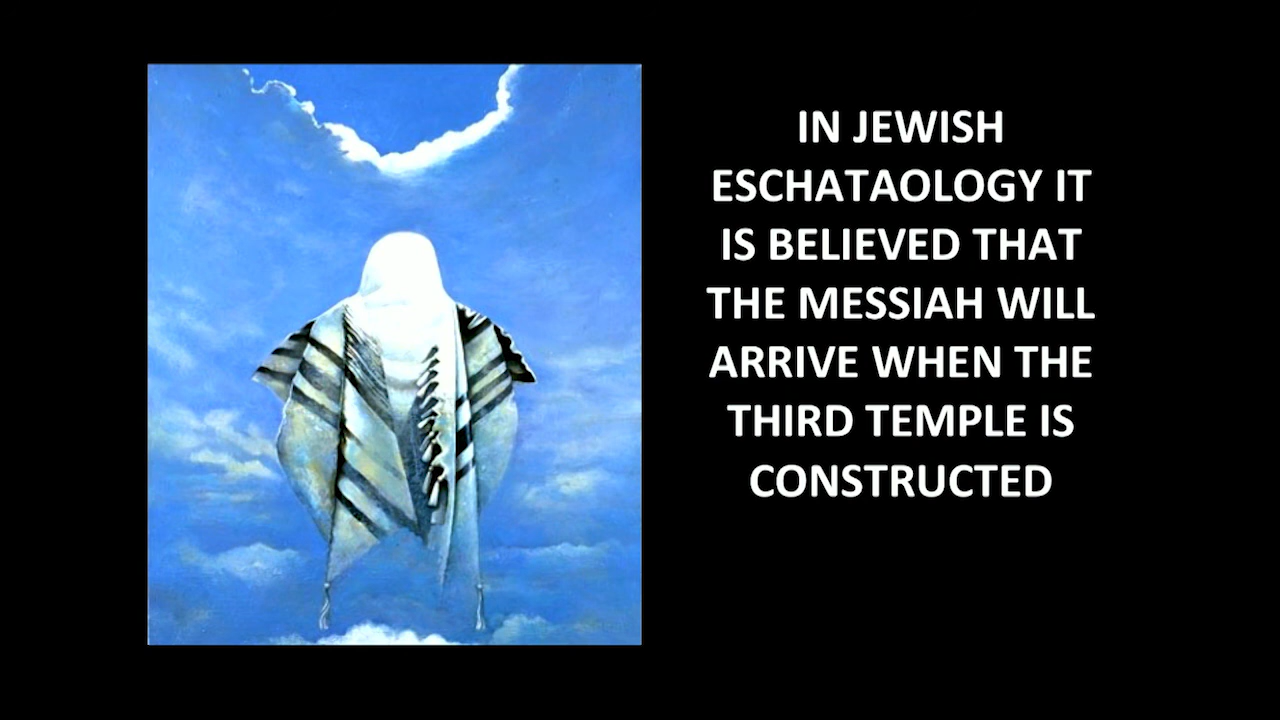 IN JEWISH
ESCHATAOLOGY IT
IS BELIEVED THAT
THE MESSIAH WILL
ARRIVE WHEN THE
THIRD TEMPLE IS
CONSTRUCTED